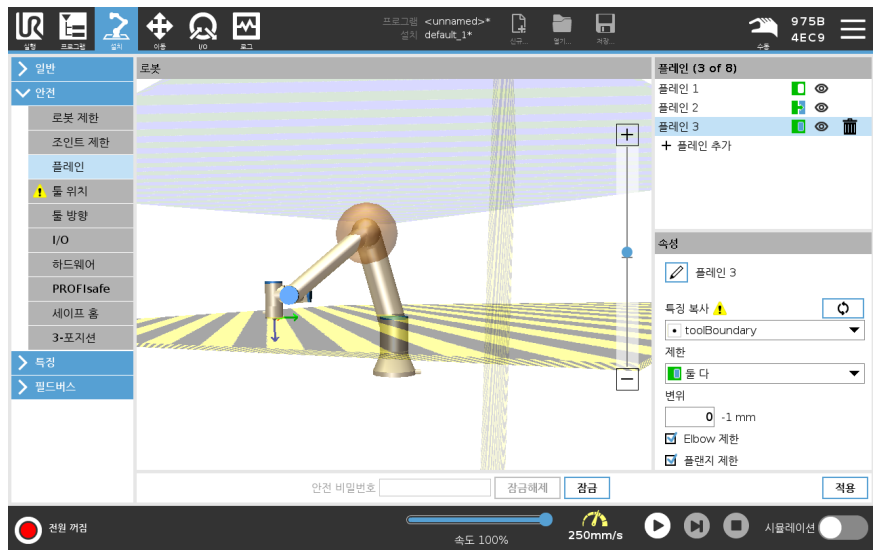 프로그램 <unnamed>*
설치 default_1*
실행
프로그램
설치
이동
I/O
로그
신규...
열기...
저장...
수동
975B
4EC9
일반
안전
로봇 제한
조인트 제한
플레인
툴 위치
툴 방향
I/O
하드웨어
PROFIsafe
세이프 홈
3-포지션
특징
필드버스
로봇
플레인 (3 of 8)
플레인 1
플레인 2
플레인 3
+ 플레인 추가
속성
플레인 3
특징 복사
toolBoundary
제한
둘 다
변위
0 -1 mm
Elbow 제한
플랜지 제한
안전 비밀번호
잠금해제
잠금
적용
전원 꺼짐
속도 100%
250mm/s
시뮬레이션